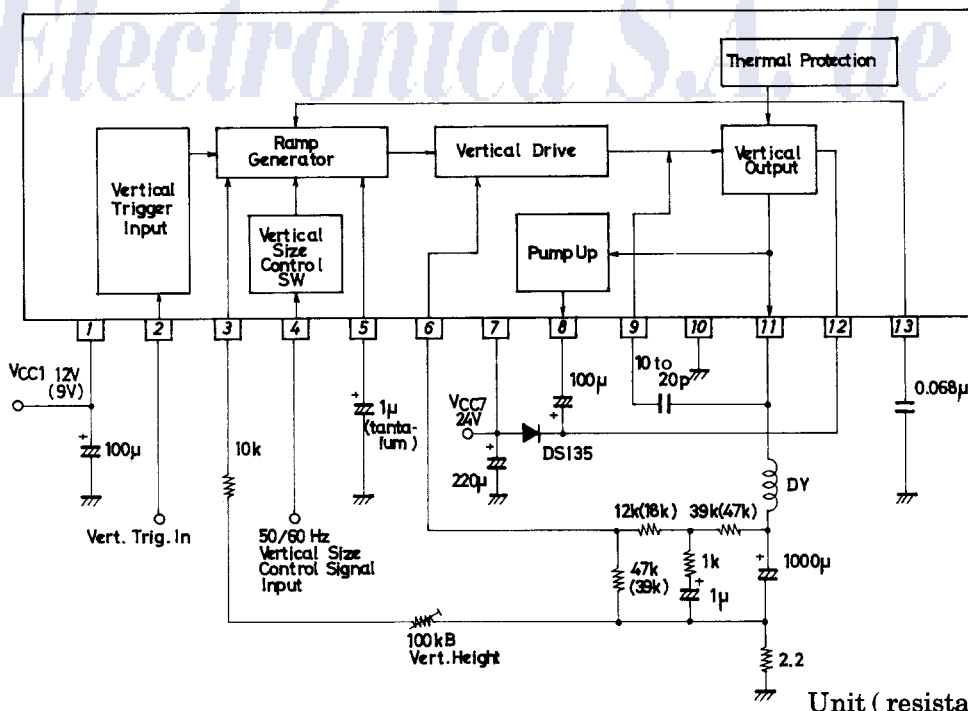 Electrónica S.A. de
Thermal Protection
Ramp
Generator
Vertical Drive
Vertical
Output
Vertical
Trigger
Input
Vertical
Size
Control
SW
Pump Up
1 2 3 4 5 6 7 8 9 10 11 12 13
VCC1 12V
(9V)
100μ
Vert. Trig. In
10k
50/60 Hz
Vertical Size
Control Signal
Input
1μ
(tanta-
lum)
VCC7
24V
220μ
DS135
100μ
10 to
20p
0.068μ
DY
12k(18k)
39k(47k)
47k
(39k)
1k
1μ
1000μ
100kB
Vert. Height
2.2
Unit ( resista